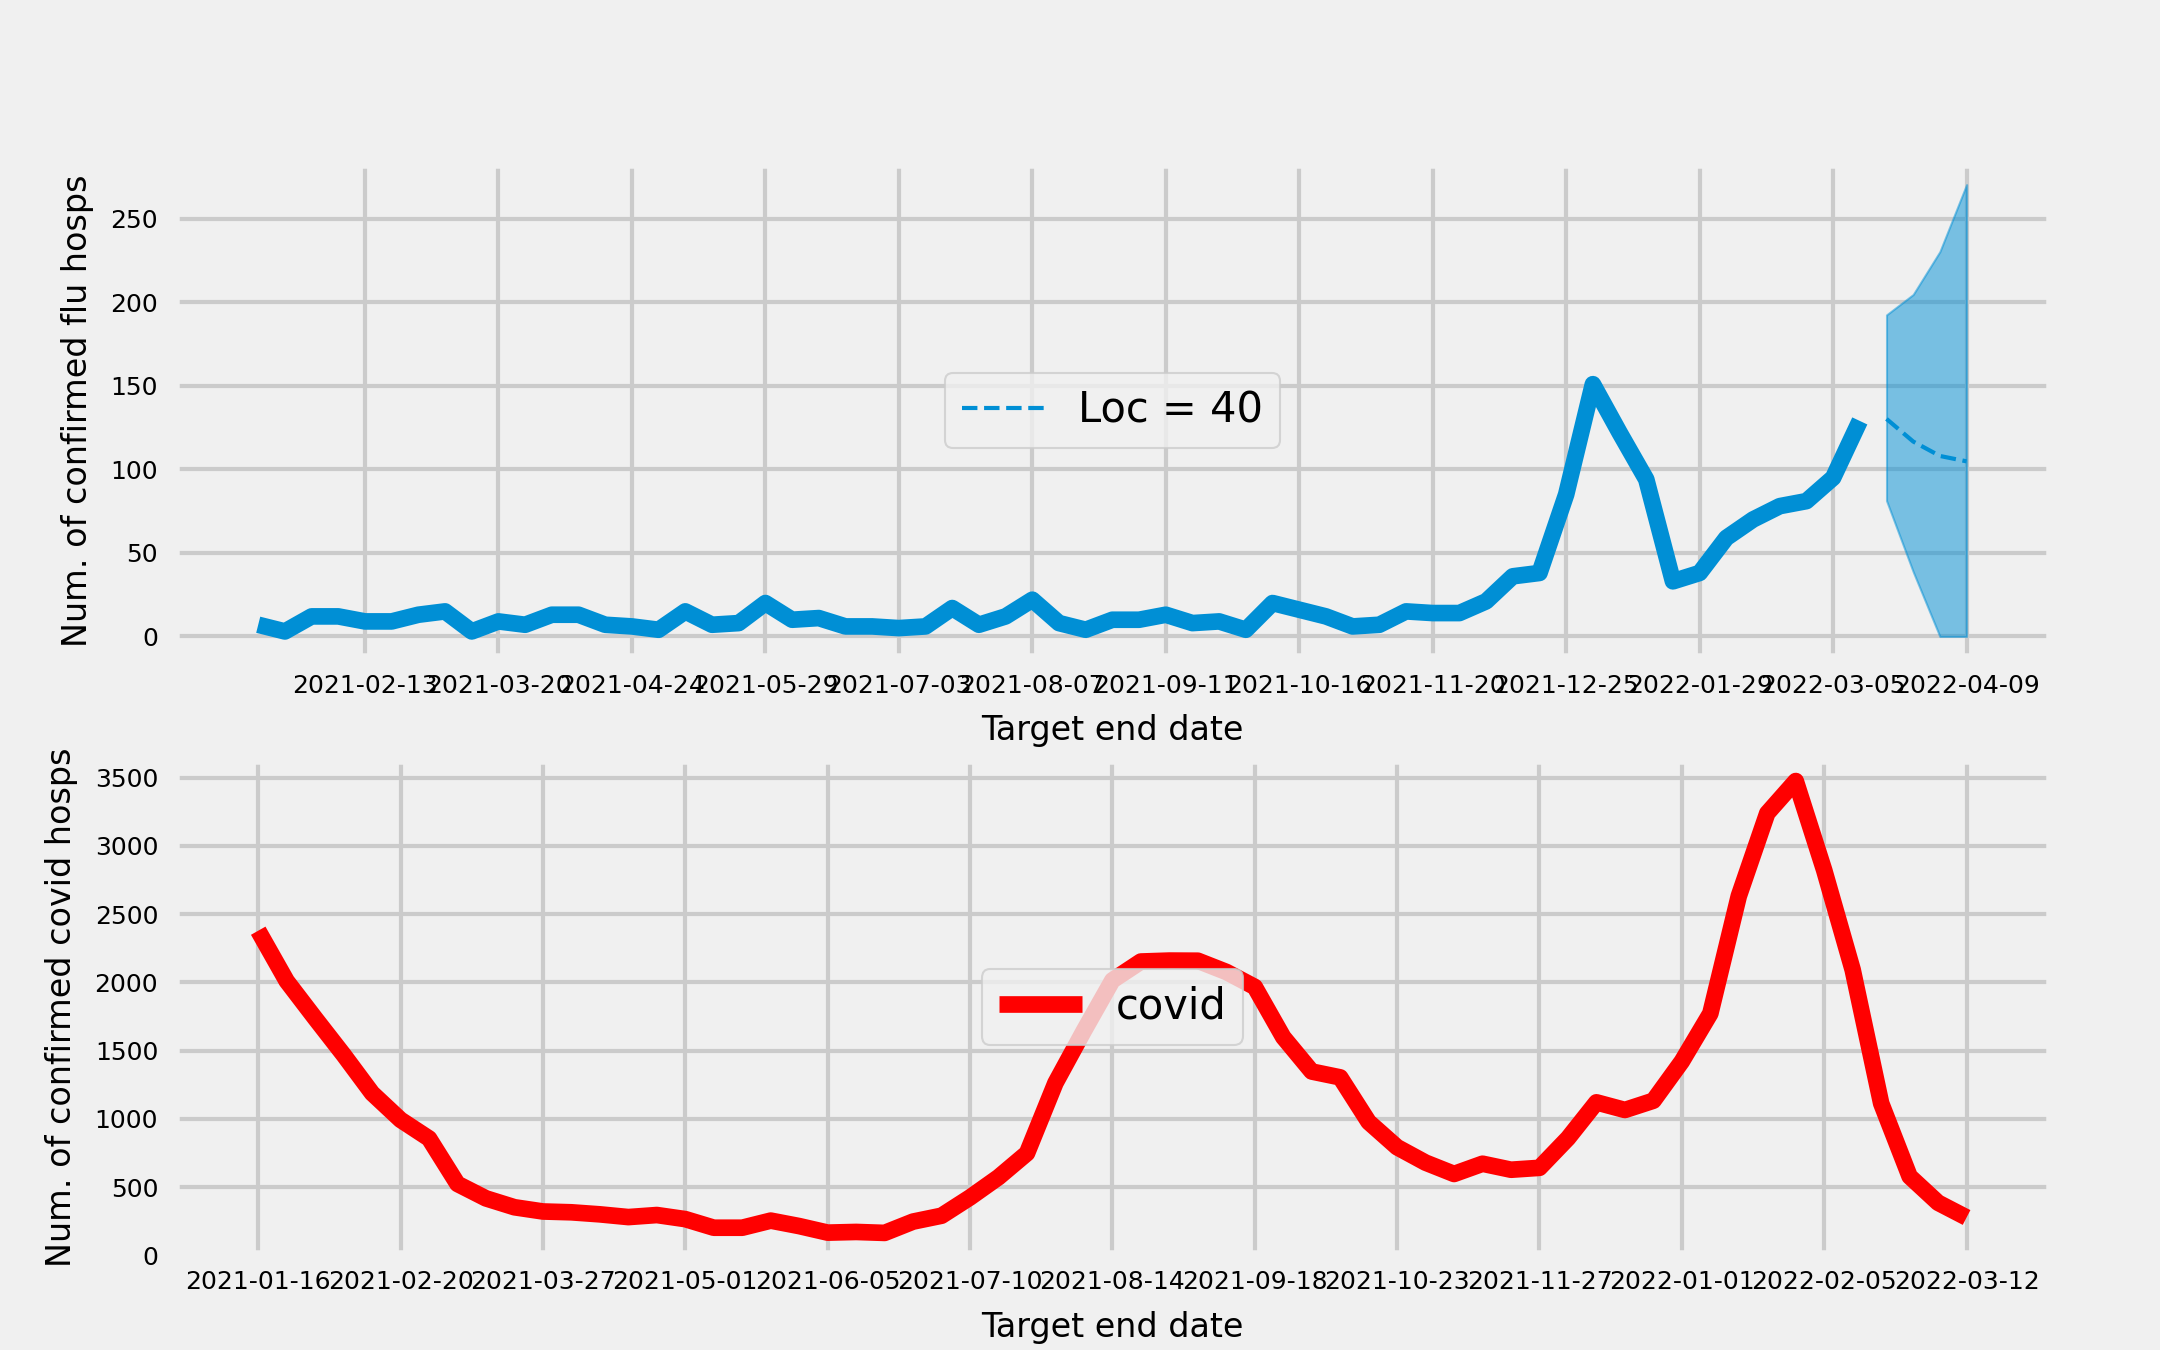 Num. of confirmed flu hosps
250
200
150
100
50
0
Loc = 40
2021-02-13 2021-03-20 2021-04-24 2021-05-29 2021-07-03 2021-08-07 2021-09-11 2021-10-16 2021-11-20 2021-12-25 2022-01-29 2022-03-05 2022-04-09
Target end date
Num. of confirmed covid hosps
3500
3000
2500
2000
1500
1000
500
0
covid
2021-01-16 2021-02-20 2021-03-27 2021-05-01 2021-06-05 2021-07-10 2021-08-14 2021-09-18 2021-10-23 2021-11-27 2022-01-01 2022-02-05 2022-03-12
Target end date